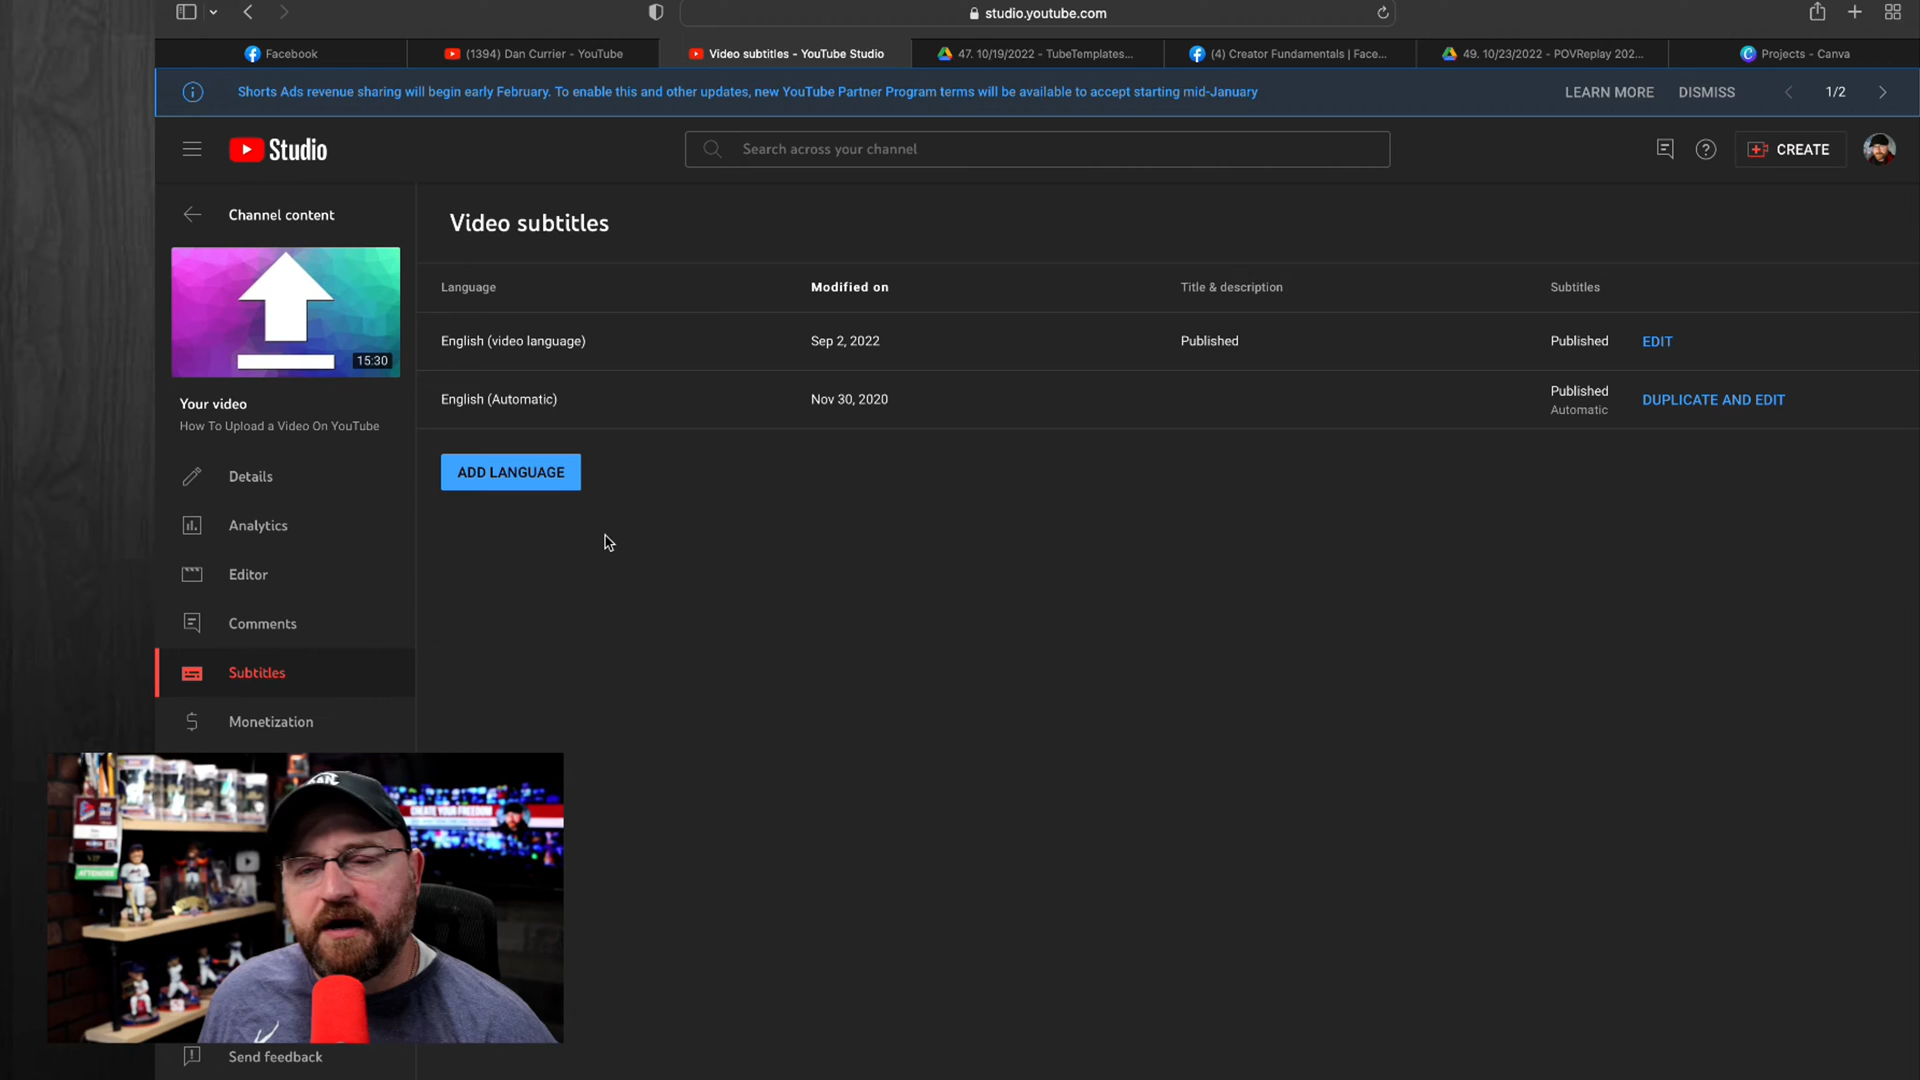 studio.youtube.com
Facebook
(1394) Dan Currier - YouTube
Video subtitles - YouTube Studio
47. 10/19/2022 - TubeTemplates...
(4) Creator Fundamentals | Face...
49. 10/23/2022 - POVReplay 202...
Projects - Canva
Shorts Ads revenue sharing will begin early February. To enable this and other updates, new YouTube Partner Program terms will be available to accept starting mid-January
LEARN MORE
DISMISS
1/2
Studio
Search across your channel
CREATE
Channel content
15:30
Your video
How To Upload a Video On YouTube
Details
Analytics
Editor
Comments
Subtitles
Monetization
Send feedback
Video subtitles
Language
Modified on
Title & description
Subtitles
English (video language)
Sep 2, 2022
Published
Published
EDIT
English (Automatic)
Nov 30, 2020
Published
Automatic
DUPLICATE AND EDIT
ADD LANGUAGE
CREATE YOUR FREEDOM
VIP
ATTENDEE